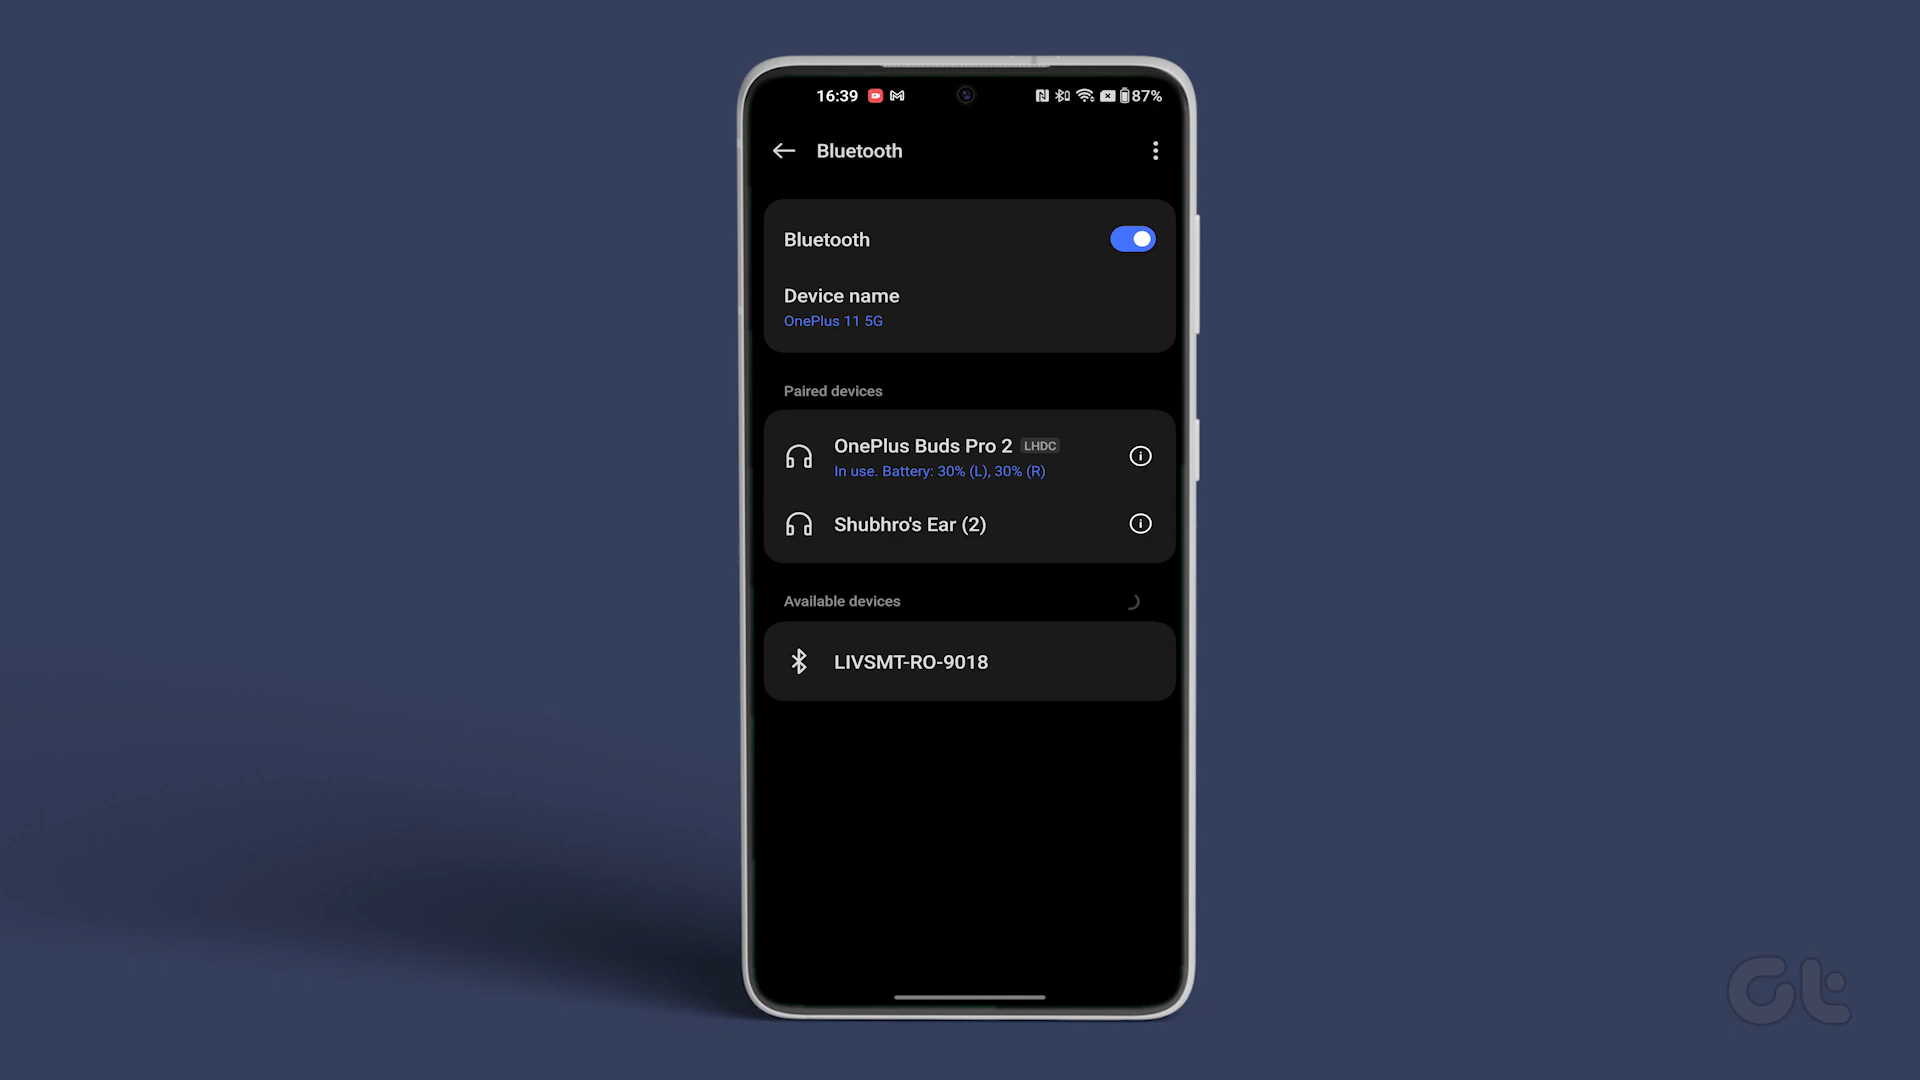 16:39 87%
Bluetooth
Bluetooth
Device name
OnePlus 11 5G
Paired devices
OnePlus Buds Pro 2 LHDC
In use. Battery: 30% (L), 30% (R)
Shubhro's Ear (2)
Available devices
LIVSMT-RO-9018
Gt